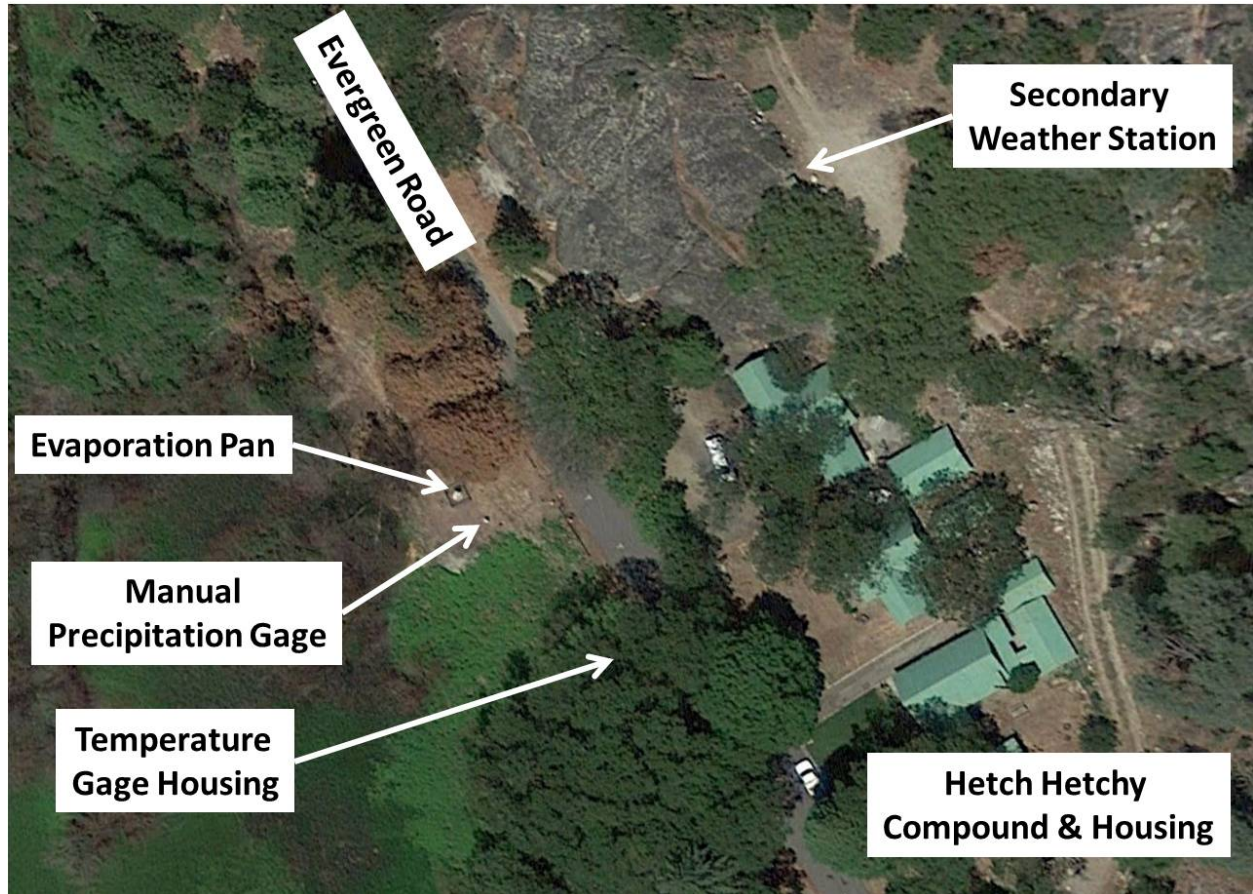 Evergreen Road
Secondary
Weather Station
Evaporation Pan
Manual
Precipitation Gage
Temperature
Gage Housing
Hetch Hetchy
Compound & Housing